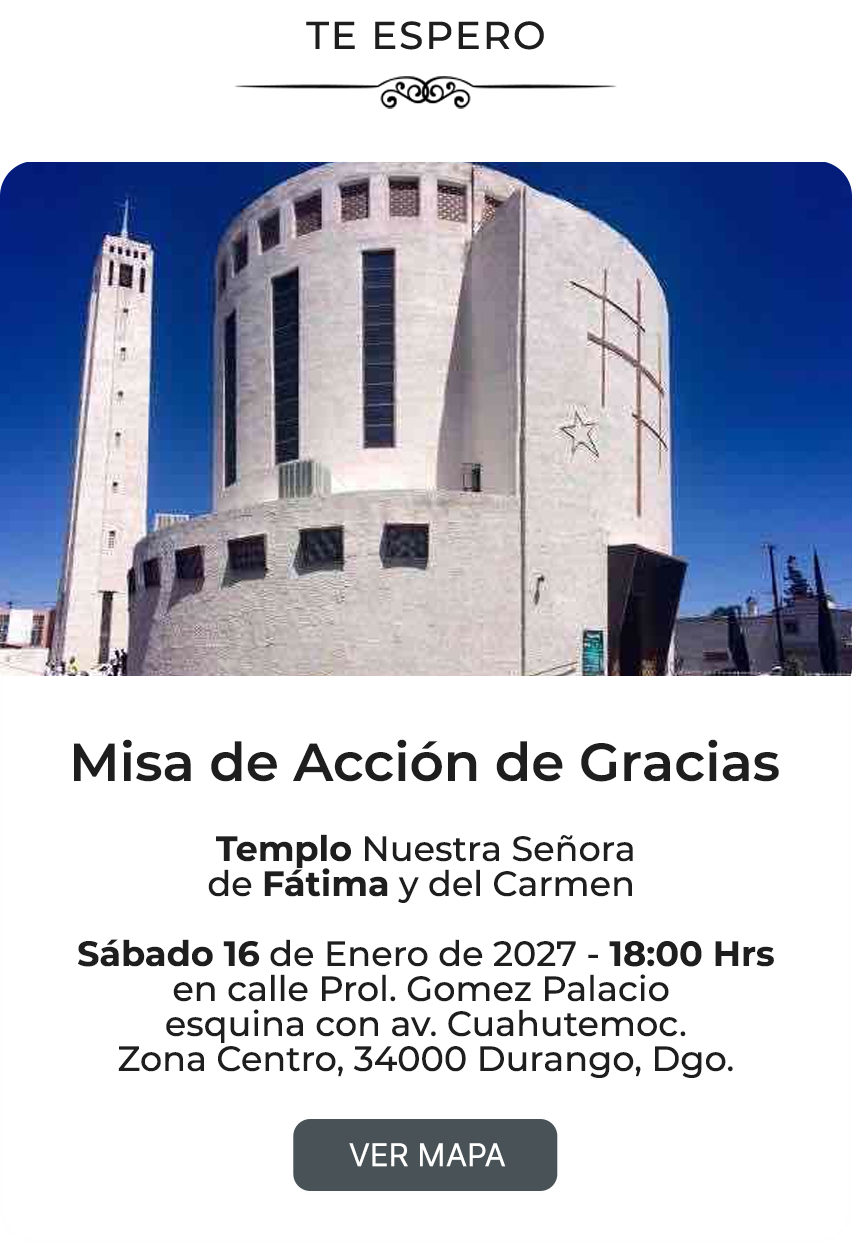 TE ESPERO
Misa de Acción de Gracias
Templo Nuestra Señora
de Fátima y del Carmen
Sábado 16 de Enero de 2027 - 18:00 Hrs
en calle Prol. Gomez Palacio
esquina con av. Cuahutemoc.
Zona Centro, 34000 Durango, Dgo.
VER MAPA